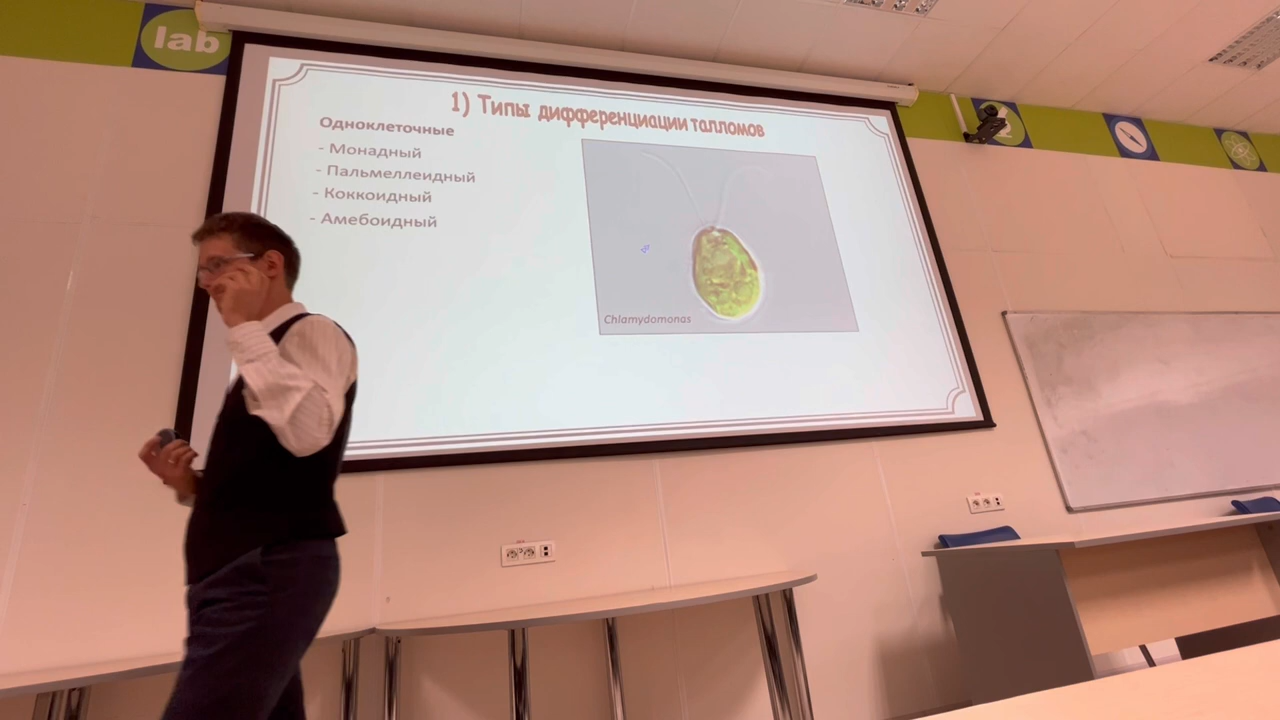 lab
1) Типы дифференциации талломов
Одноклеточные
- Монадный
- Пальмеллеидный
- Коккоидный
- Амебоидный
Chlamydomonas